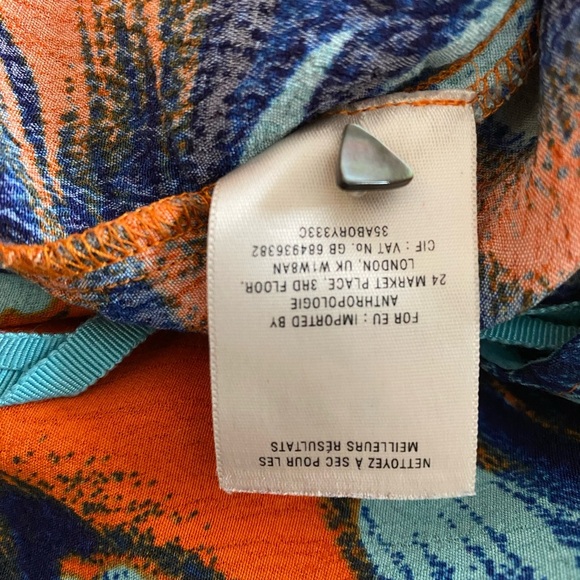 NETTOYEZ À SEC POUR LES
MEILLEURS RÉSULTATS
FOR EU : IMPORTED BY
ANTHROPOLOGIE
24 MARKET PLACE, 3RD FLOOR,
LONDON, UK W1W8AN
CIF : VAT No. GB 684936382
35ABORY333C